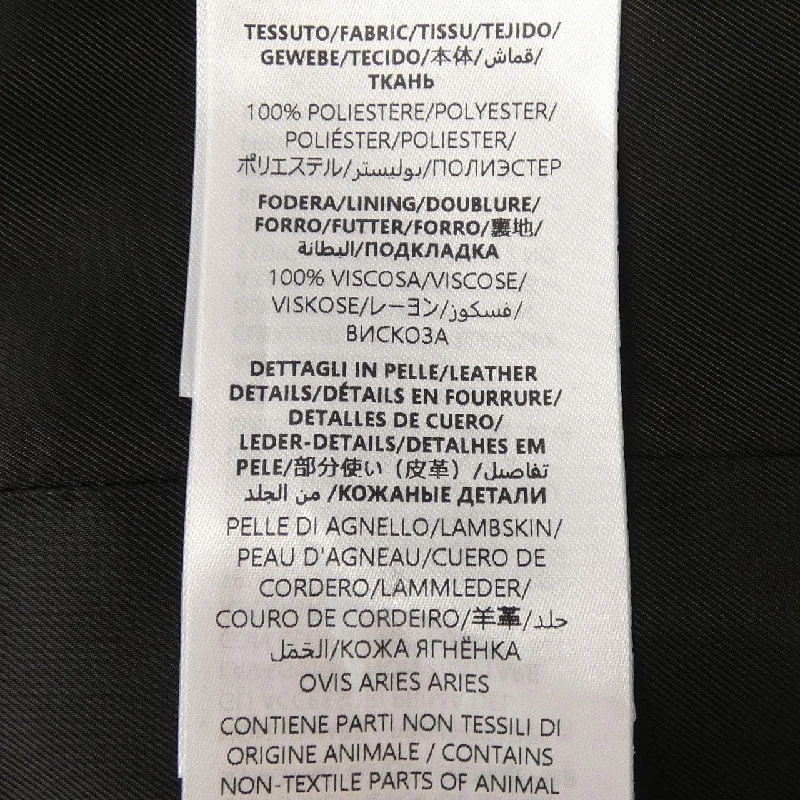 TESSUTO/FABRIC/TISSU/TEJIDO/
GEWEBE/TECIDO/本体/قماش/
ТКАНЬ
100% POLIESTERE/POLYESTER/
POLIÉSTER/POLIESTER/
ポリエステル/بوليستر/ПОЛИЭСТЕР
FODERA/LINING/DOUBLURE/
FORRO/FUTTER/FORRO/裏地/
البطانة/ПОДКЛАДКА
100% VISCOSA/VISCOSE/
VISKOSE/レーヨン/فسكوز/
ВИСКОЗА
DETTAGLI IN PELLE/LEATHER
DETAILS/DÉTAILS EN FOURRURE/
DETALLES DE CUERO/
LEDER-DETAILS/DETALHES EM
PELE/部分使い（皮革）/تفاصيل
من الجلد /КОЖАНЫЕ ДЕТАЛИ
PELLE DI AGNELLO/LAMBSKIN/
PEAU D'AGNEAU/CUERO DE
CORDERO/LAMMLEDER/
COURO DE CORDEIRO/羊革/جلد
الحَمَل/КОЖА ЯГНЁНКА
OVIS ARIES ARIES
CONTIENE PARTI NON TESSILI DI
ORIGINE ANIMALE / CONTAINS
NON-TEXTILE PARTS OF ANIMAL